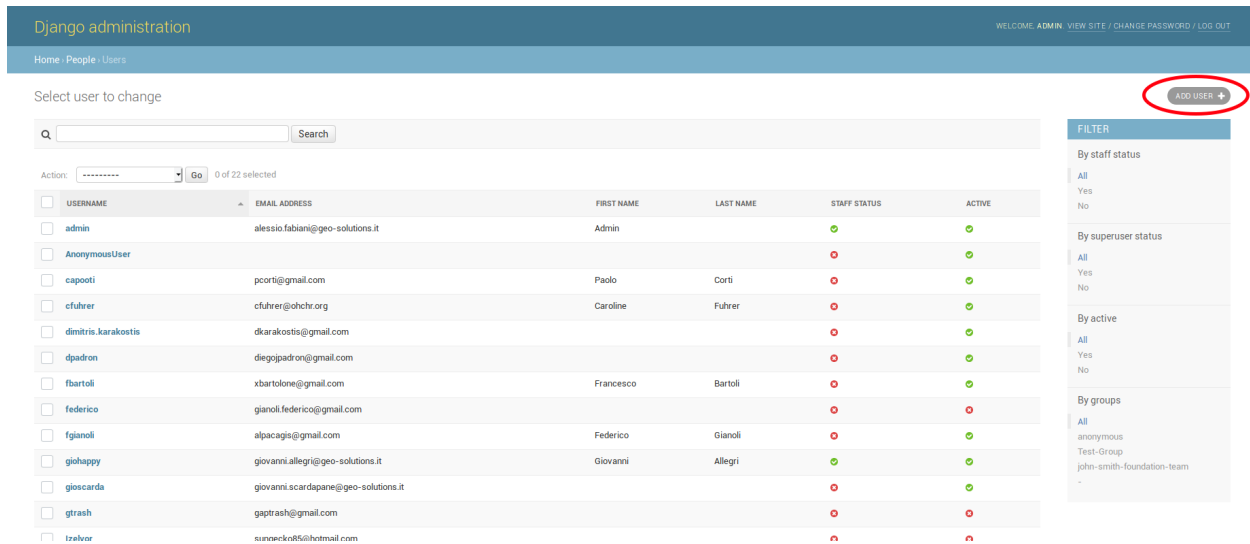 Django administration
WELCOME, ADMIN. VIEW SITE / CHANGE PASSWORD / LOG OUT
Home › People › Users
Select user to change
ADD USER +
Search
Action: --------- Go 0 of 22 selected
USERNAME EMAIL ADDRESS FIRST NAME LAST NAME STAFF STATUS ACTIVE
admin alessio.fabiani@geo-solutions.it Admin
AnonymousUser
capooti pcorti@gmail.com Paolo Corti
cfuhrer cfuhrer@ohchr.org Caroline Fuhrer
dimitris.karakostis dkarakostis@gmail.com
dpadron diegojpadron@gmail.com
fbartoli xbartolone@gmail.com Francesco Bartoli
federico gianoli.federico@gmail.com
fgianoli alpacagis@gmail.com Federico Gianoli
giohappy giovanni.allegri@geo-solutions.it Giovanni Allegri
gioscarda giovanni.scardapane@geo-solutions.it
gtrash gaptrash@gmail.com
Izelvor sungecko85@hotmail.com
FILTER
By staff status
All
Yes
No
By superuser status
All
Yes
No
By active
All
Yes
No
By groups
All
anonymous
Test-Group
john-smith-foundation-team
-